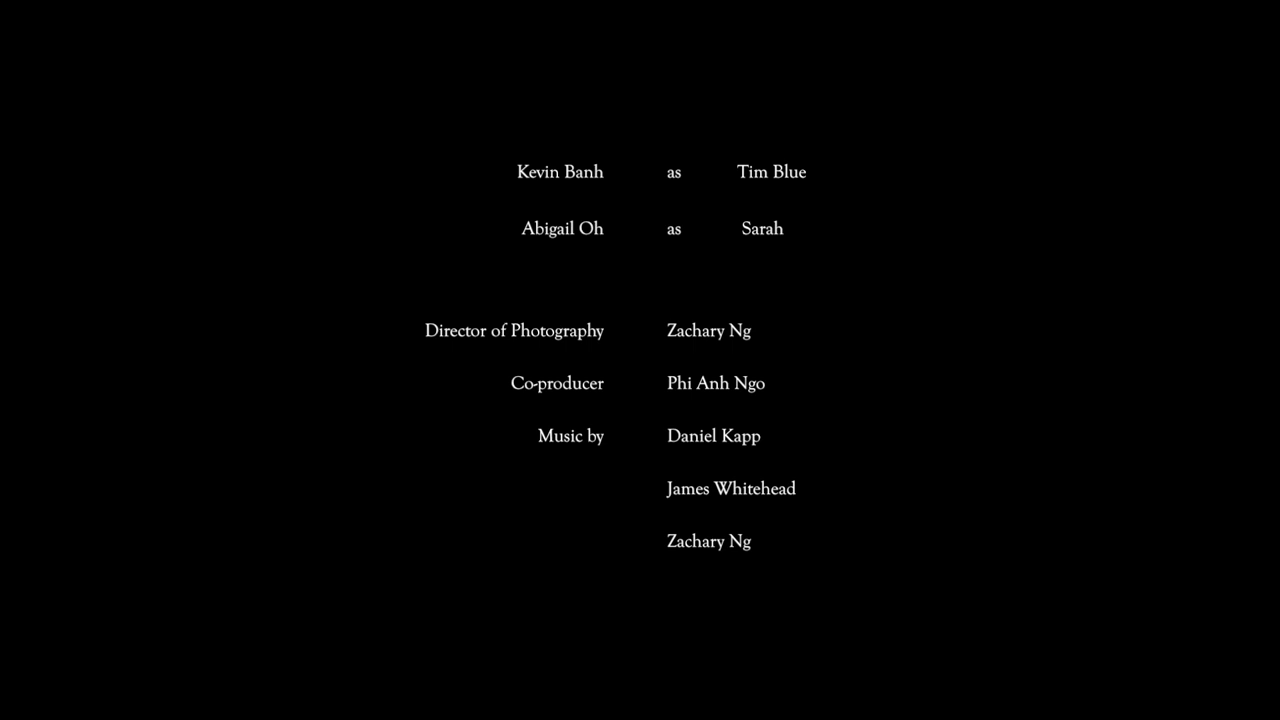 Kevin Banh as Tim Blue
Abigail Oh as Sarah
Director of Photography Zachary Ng
Co-producer Phi Anh Ngo
Music by Daniel Kapp
James Whitehead
Zachary Ng